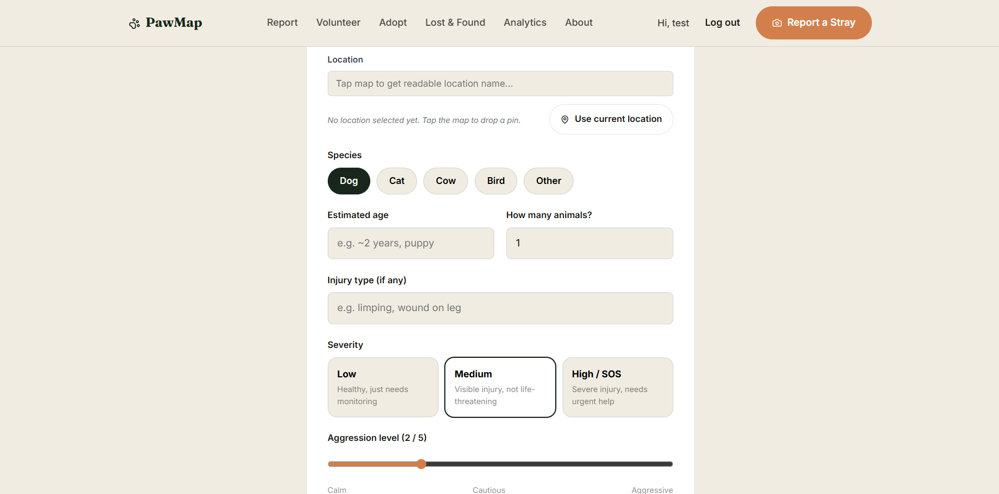 PawMap
Report
Volunteer
Adopt
Lost & Found
Analytics
About
Hi, test
Log out
Report a Stray
Location
Tap map to get readable location name...
No location selected yet. Tap the map to drop a pin.
Use current location
Species
Dog
Cat
Cow
Bird
Other
Estimated age
How many animals?
e.g. ~2 years, puppy
1
Injury type (if any)
e.g. limping, wound on leg
Severity
Low
Healthy, just needs
monitoring
Medium
Visible injury, not life-
threatening
High / SOS
Severe injury, needs
urgent help
Aggression level (2 / 5)
Calm
Cautious
Aggressive